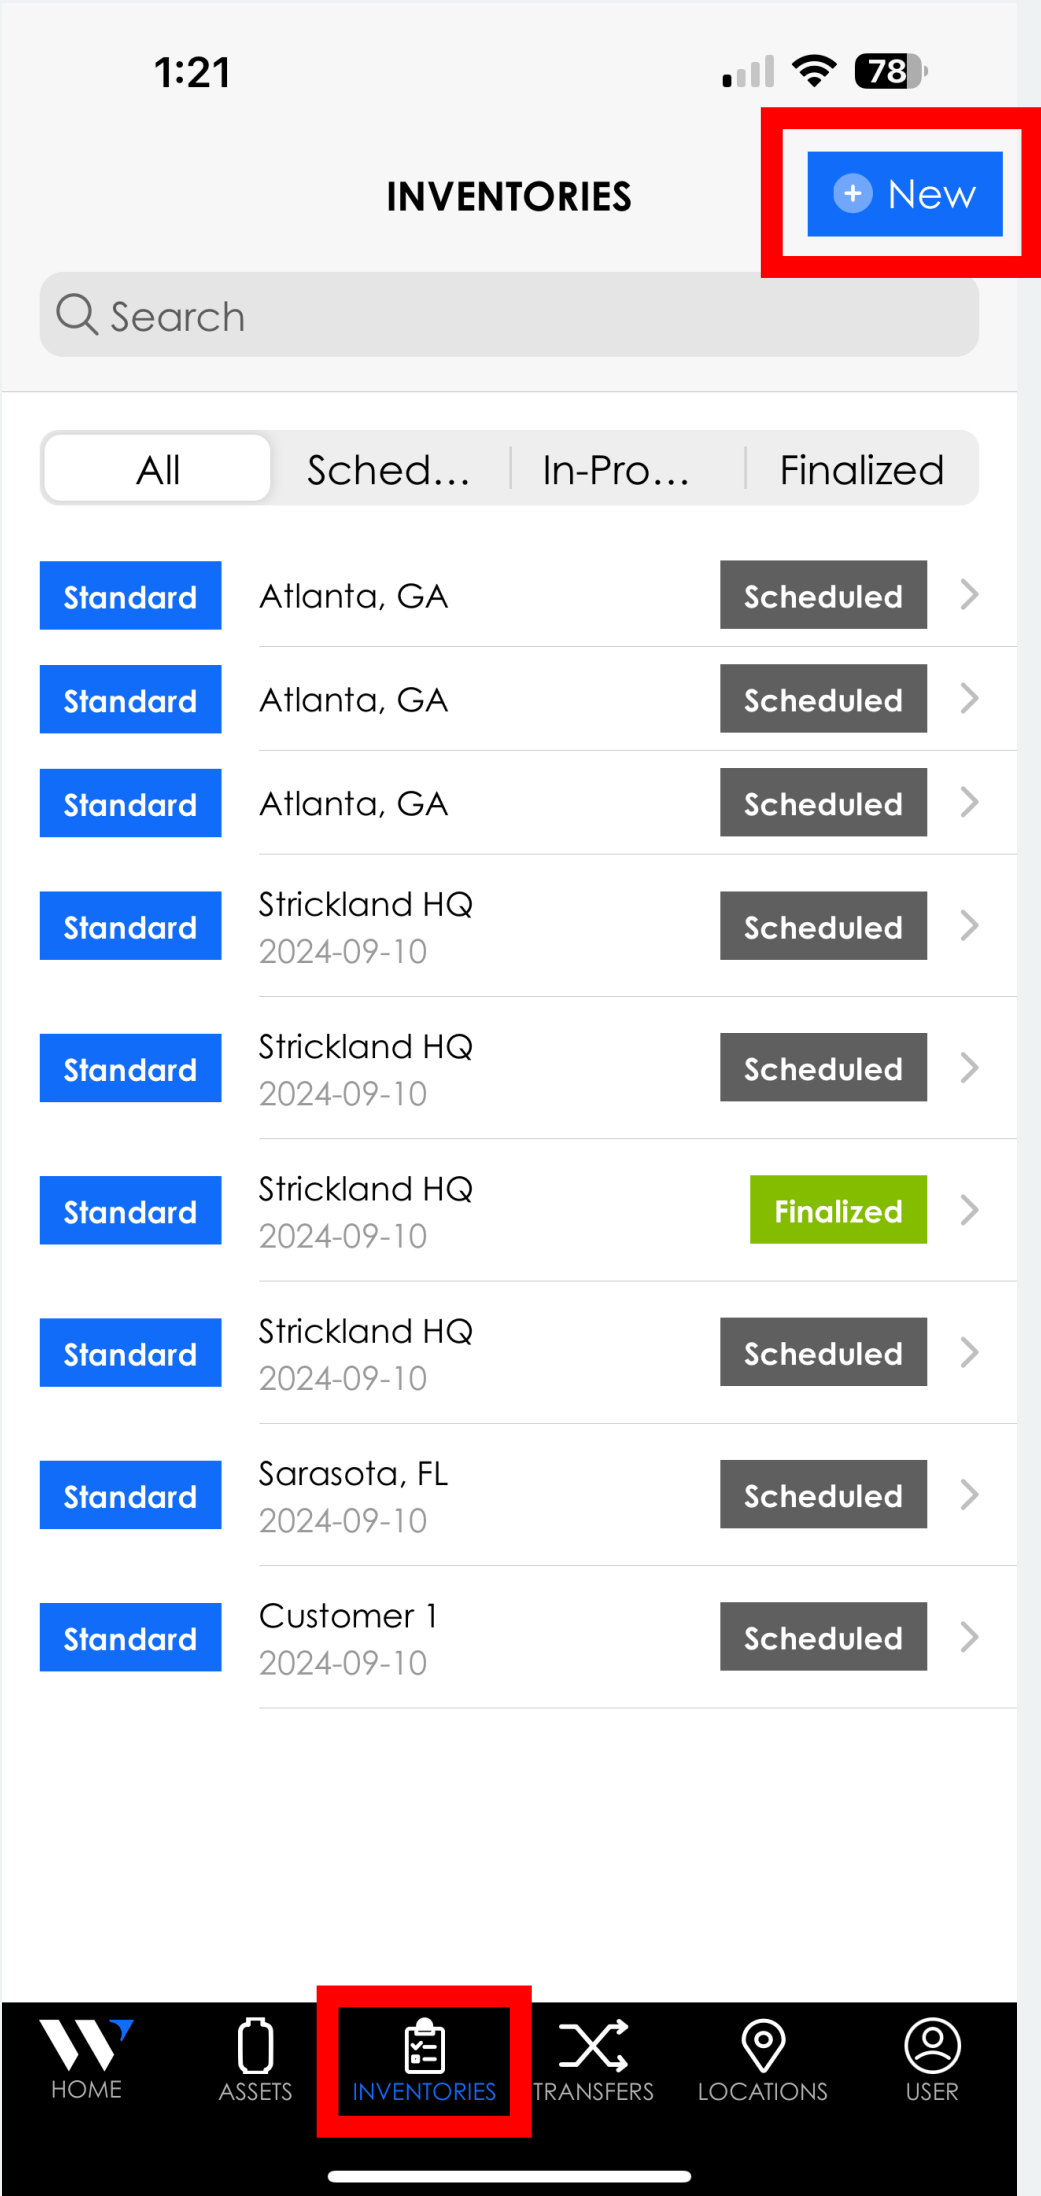 1:21
78
INVENTORIES
New
Search
All
Sched...
In-Pro...
Finalized
Standard
Atlanta, GA
Scheduled
Standard
Atlanta, GA
Scheduled
Standard
Atlanta, GA
Scheduled
Standard
Strickland HQ
2024-09-10
Scheduled
Standard
Strickland HQ
2024-09-10
Scheduled
Standard
Strickland HQ
2024-09-10
Finalized
Standard
Strickland HQ
2024-09-10
Scheduled
Standard
Sarasota, FL
2024-09-10
Scheduled
Standard
Customer 1
2024-09-10
Scheduled
HOME
ASSETS
INVENTORIES
TRANSFERS
LOCATIONS
USER